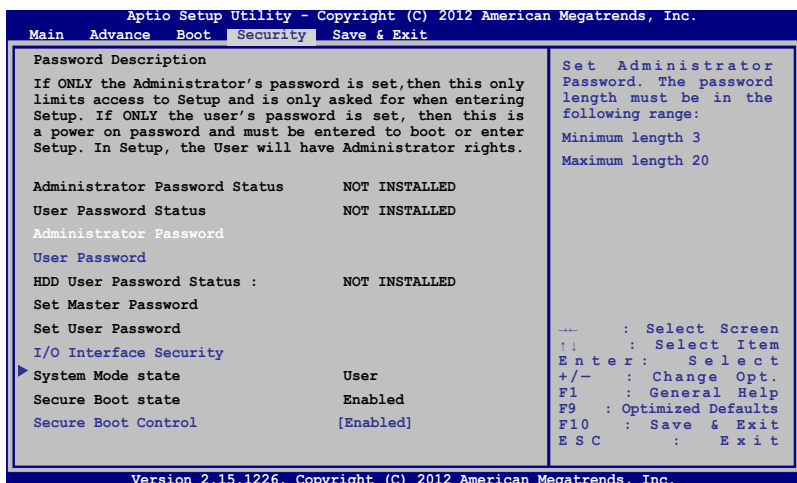 Aptio Setup Utility - Copyright (C) 2012 American Megatrends, Inc.
Main Advance Boot Security Save & Exit
Password Description
If ONLY the Administrator's password is set,then this only
limits access to Setup and is only asked for when entering
Setup. If ONLY the user's password is set, then this is
a power on password and must be entered to boot or enter
Setup. In Setup, the User will have Administrator rights.
Administrator Password Status NOT INSTALLED
User Password Status NOT INSTALLED
Administrator Password
User Password
HDD User Password Status : NOT INSTALLED
Set Master Password
Set User Password
I/O Interface Security
System Mode state User
Secure Boot state Enabled
Secure Boot Control [Enabled]
Set Administrator
Password. The password
length must be in the
following range:
Minimum length 3
Maximum length 20
→← : Select Screen
↑↓ : Select Item
Enter: Select
+/— : Change Opt.
F1 : General Help
F9 : Optimized Defaults
F10 : Save & Exit
ESC : Exit
Version 2.15.1226. Copyright (C) 2012 American Megatrends, Inc.